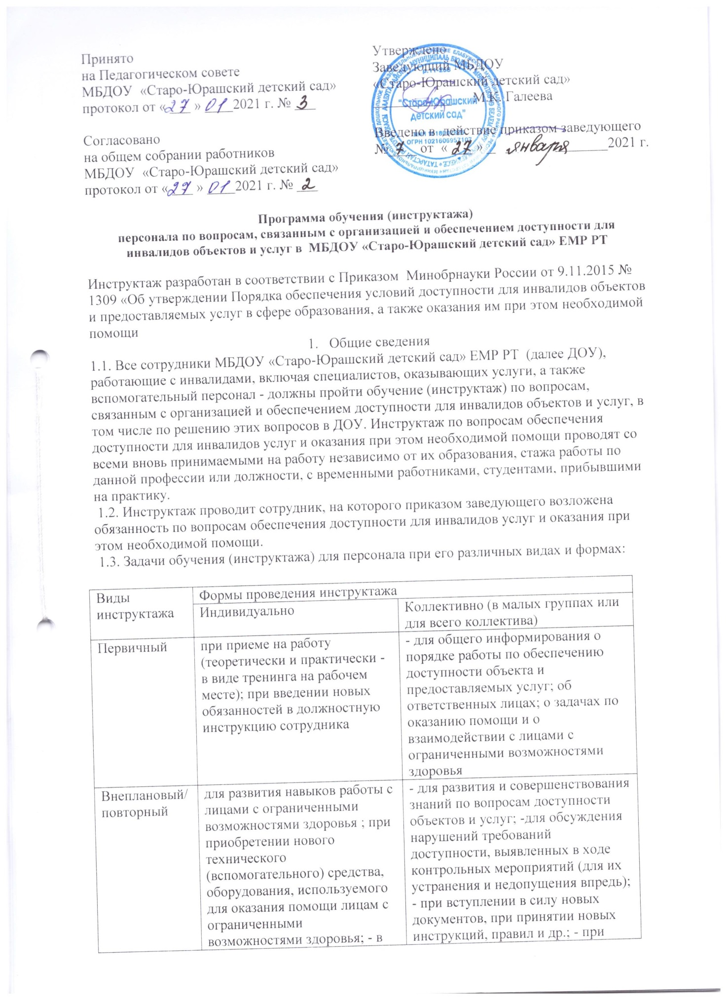 Принято
на Педагогическом совете
МБДОУ «Старо-Юрашский детский сад»
протокол от «27» 01 2021 г. № 3
Согласовано
на общем собрании работников
МБДОУ «Старо-Юрашский детский сад»
протокол от «27» 01 2021 г. № 2
Утверждено
Заведующий МБДОУ
«Старо-Юрашский детский сад»
М.К. Галеева
Введено в действие приказом заведующего
№ 7 от «27» января 2021 г.
"Старо-Юрашский
детский сад"
ОГРН 1021606957107
Программа обучения (инструктажа)
персонала по вопросам, связанным с организацией и обеспечением доступности для
инвалидов объектов и услуг в МБДОУ «Старо-Юрашский детский сад» ЕМР РТ
Инструктаж разработан в соответствии с Приказом Минобрнауки России от 9.11.2015 №
1309 «Об утверждении Порядка обеспечения условий доступности для инвалидов объектов
и предоставляемых услуг в сфере образования, а также оказания им при этом необходимой
помощи
1. Общие сведения
1.1. Все сотрудники МБДОУ «Старо-Юрашский детский сад» ЕМР РТ (далее ДОУ),
работающие с инвалидами, включая специалистов, оказывающих услуги, а также
вспомогательный персонал - должны пройти обучение (инструктаж) по вопросам,
связанным с организацией и обеспечением доступности для инвалидов объектов и услуг, в
том числе по решению этих вопросов в ДОУ. Инструктаж по вопросам обеспечения
доступности для инвалидов услуг и оказания при этом необходимой помощи проводят со
всеми вновь принимаемыми на работу независимо от их образования, стажа работы по
данной профессии или должности, с временными работниками, студентами, прибывшими
на практику.
1.2. Инструктаж проводит сотрудник, на которого приказом заведующего возложена
обязанность по вопросам обеспечения доступности для инвалидов услуг и оказания при
этом необходимой помощи.
1.3. Задачи обучения (инструктажа) для персонала при его различных видах и формах:
Виды
инструктажа
Формы проведения инструктажа
Индивидуально
Коллективно (в малых группах или
для всего коллектива)
Первичный
при приеме на работу
(теоретически и практически -
в виде тренинга на рабочем
месте); при введении новых
обязанностей в должностную
инструкцию сотрудника
- для общего информирования о
порядке работы по обеспечению
доступности объекта и
предоставляемых услуг; об
ответственных лицах; о задачах по
оказанию помощи и о
взаимодействии с лицами с
ограниченными возможностями
здоровья
Внеплановый/
повторный
для развития навыков работы с
лицами с ограниченными
возможностями здоровья ; при
приобретении нового
технического
(вспомогательного) средства,
оборудования, используемого
для оказания помощи лицам с
ограниченными
возможностями здоровья; - в
- для развития и совершенствования
знаний по вопросам доступности
объектов и услуг; -для обсуждения
нарушений требований
доступности, выявленных в ходе
контрольных мероприятий (для их
устранения и недопущения впредь);
- при вступлении в силу новых
документов, при принятии новых
инструкций, правил и др.; - при